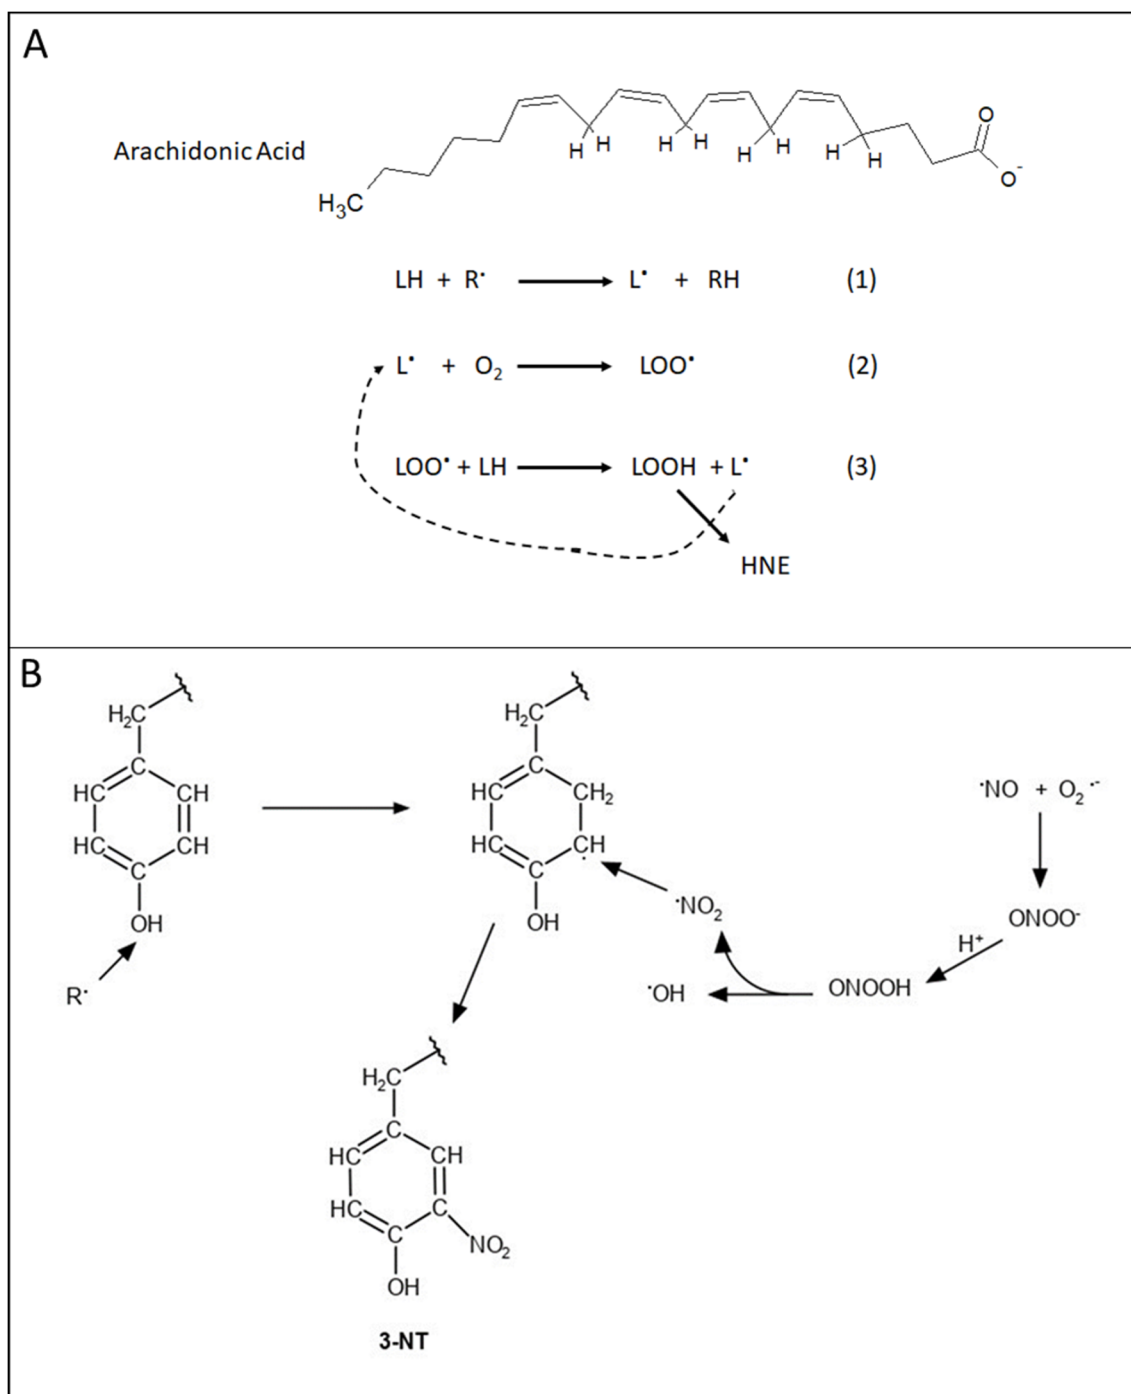 A
Arachidonic Acid
H₃C
H H
H H
H H
H H
O
O⁻
LH + R• L• + RH (1)
L• + O₂ LOO• (2)
LOO• + LH LOOH + L• (3)
HNE
B
H₂C
C
HC CH
HC CH
C
OH
R•
H₂C
C
HC CH₂
HC CH•
C
OH
•NO + O₂•⁻
ONOO⁻
H⁺
ONOOH
•NO₂
•OH
H₂C
C
HC CH
HC C
C NO₂
OH
3-NT